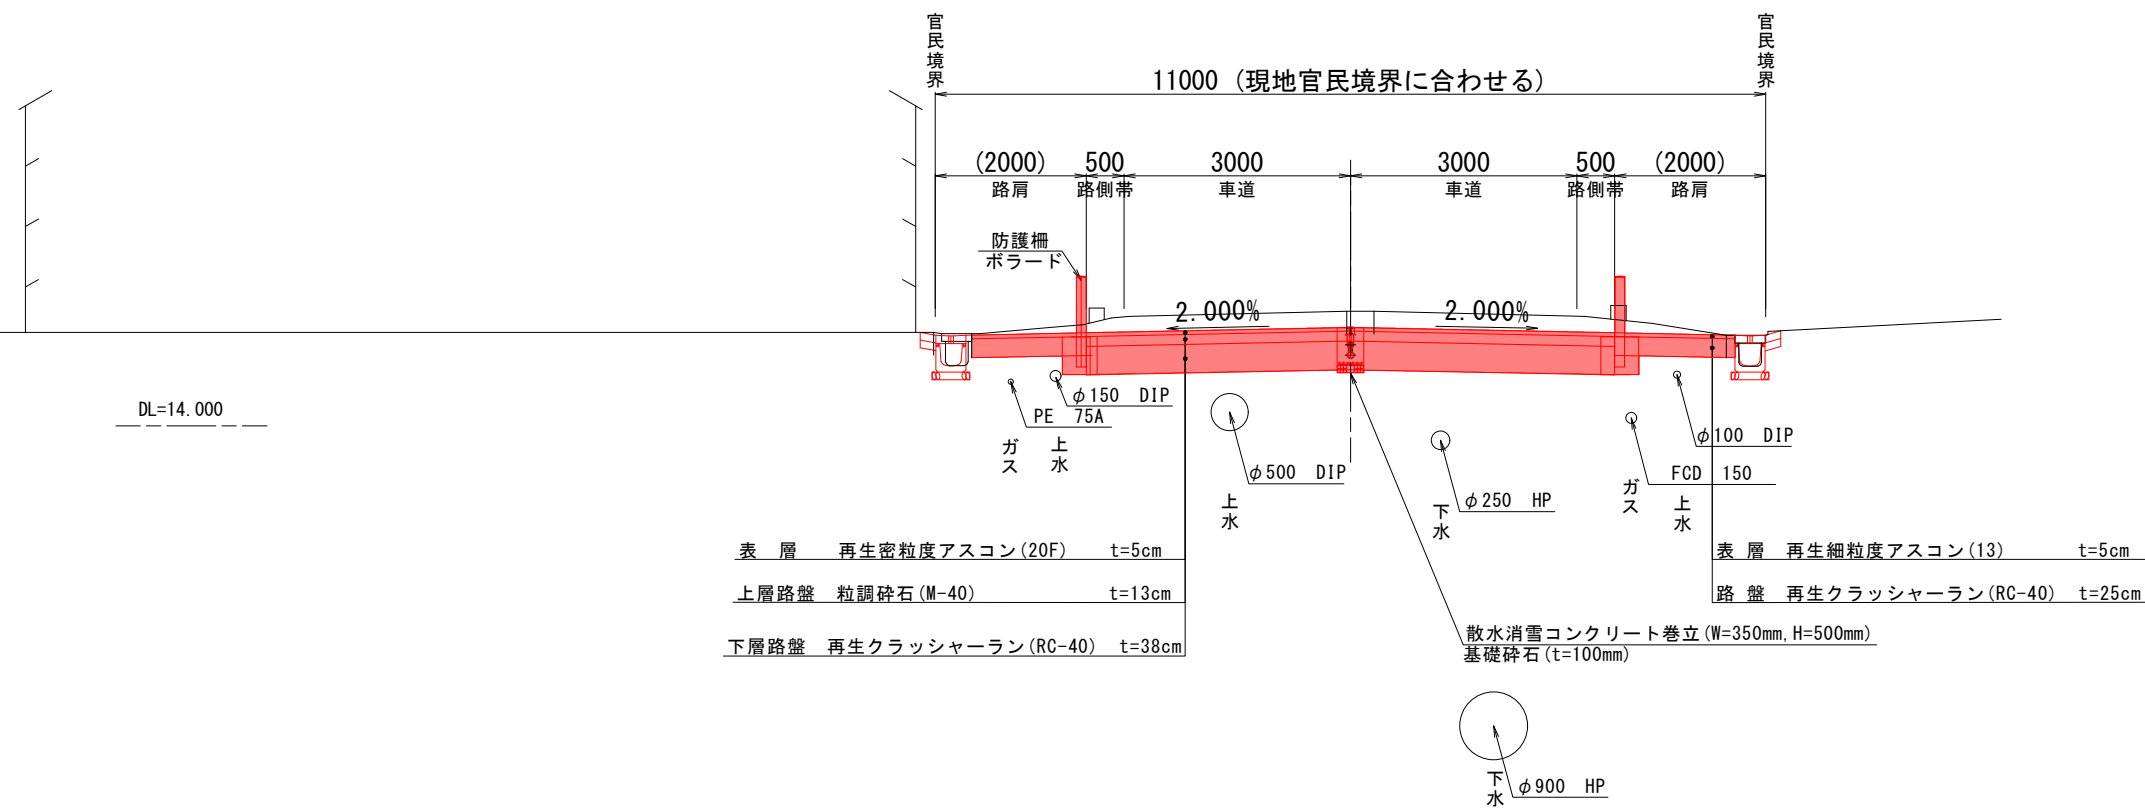 官民境界
官民境界
11000 (現地官民境界に合わせる)
(2000) 500 3000 3000 500 (2000)
路肩 路側帯 車道 車道 路側帯 路肩
防護柵
ボラード
2.000% 2.000%
DL=14.000
φ150 DIP
PE 75A
ガス
上水
φ500 DIP
上水
φ250 HP
下水
φ100 DIP
FCD 150
ガス
上水
表 層 再生密粒度アスコン(20F) t=5cm
上層路盤 粒調砕石(M-40) t=13cm
下層路盤 再生クラッシャーラン(RC-40) t=38cm
表 層 再生細粒度アスコン(13) t=5cm
路 盤 再生クラッシャーラン(RC-40) t=25cm
散水消雪コンクリート巻立(W=350mm,H=500mm)
基礎砕石(t=100mm)
下水
φ900 HP